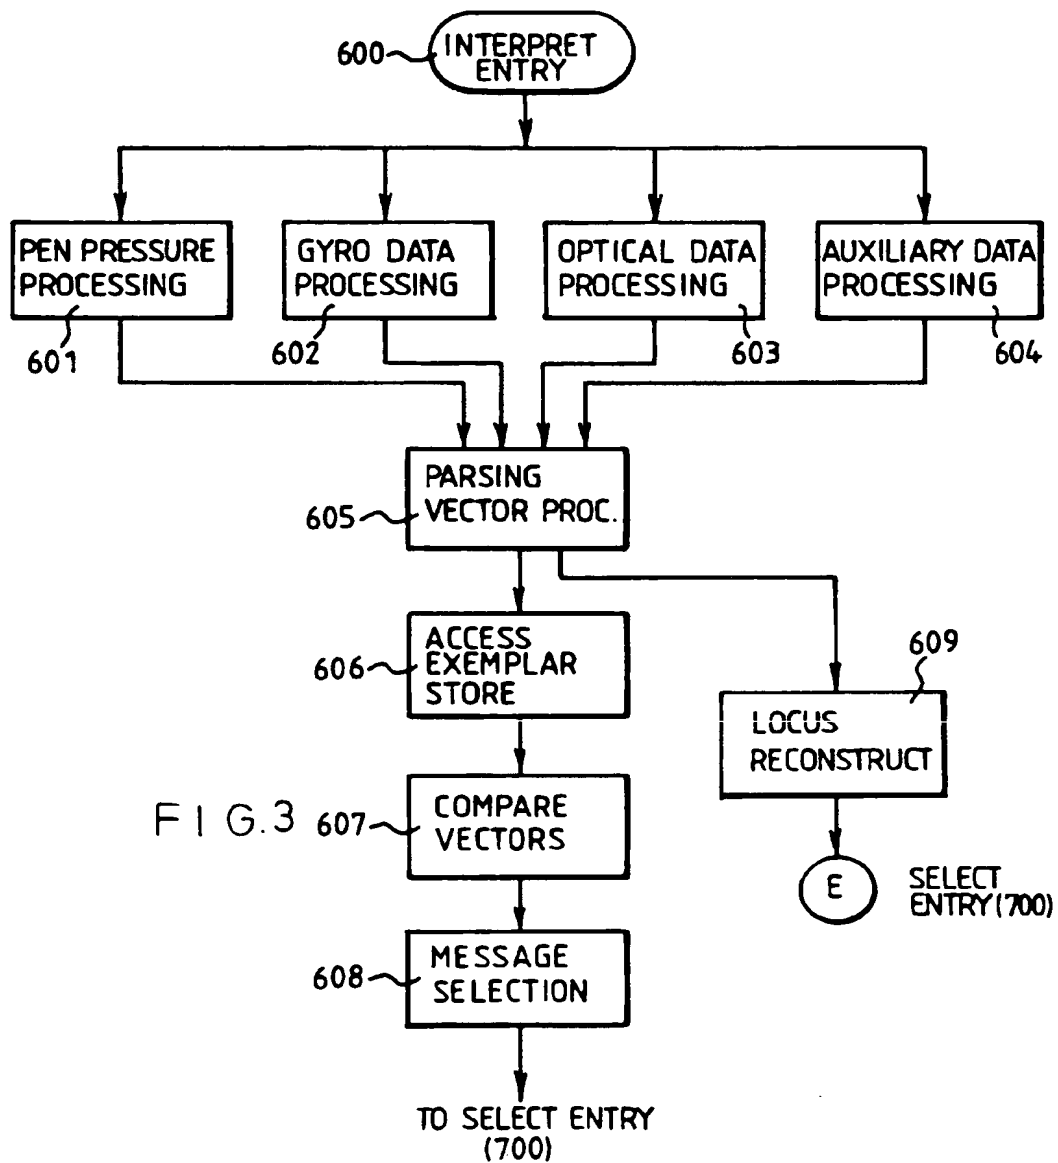 600
INTERPRET
ENTRY
PEN PRESSURE
PROCESSING
601
GYRO DATA
PROCESSING
602
OPTICAL DATA
PROCESSING
603
AUXILIARY DATA
PROCESSING
604
PARSING
VECTOR PROC.
605
ACCESS
EXEMPLAR
STORE
606
609
LOCUS
RECONSTRUCT
FIG.3
607
COMPARE
VECTORS
E
SELECT
ENTRY(700)
608
MESSAGE
SELECTION
TO SELECT ENTRY
(700)